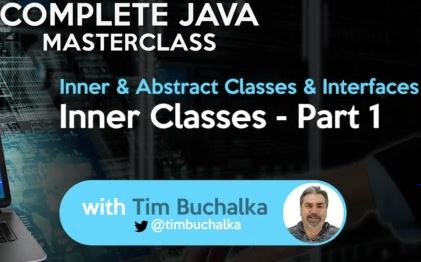 COMPLETE JAVA
MASTERCLASS
Inner & Abstract Classes & Interfaces
Inner Classes - Part 1
with Tim Buchalka
@timbuchalka